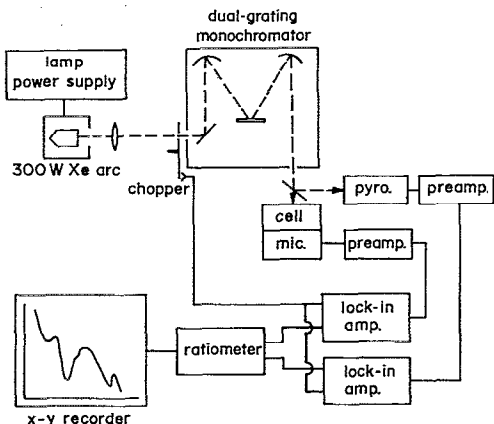 dual-grating
monochromator
lamp
power supply
300 W Xe arc
chopper
cell
mic.
pyro.
preamp.
preamp.
lock-in
amp.
ratiometer
lock-in
amp.
x-y recorder